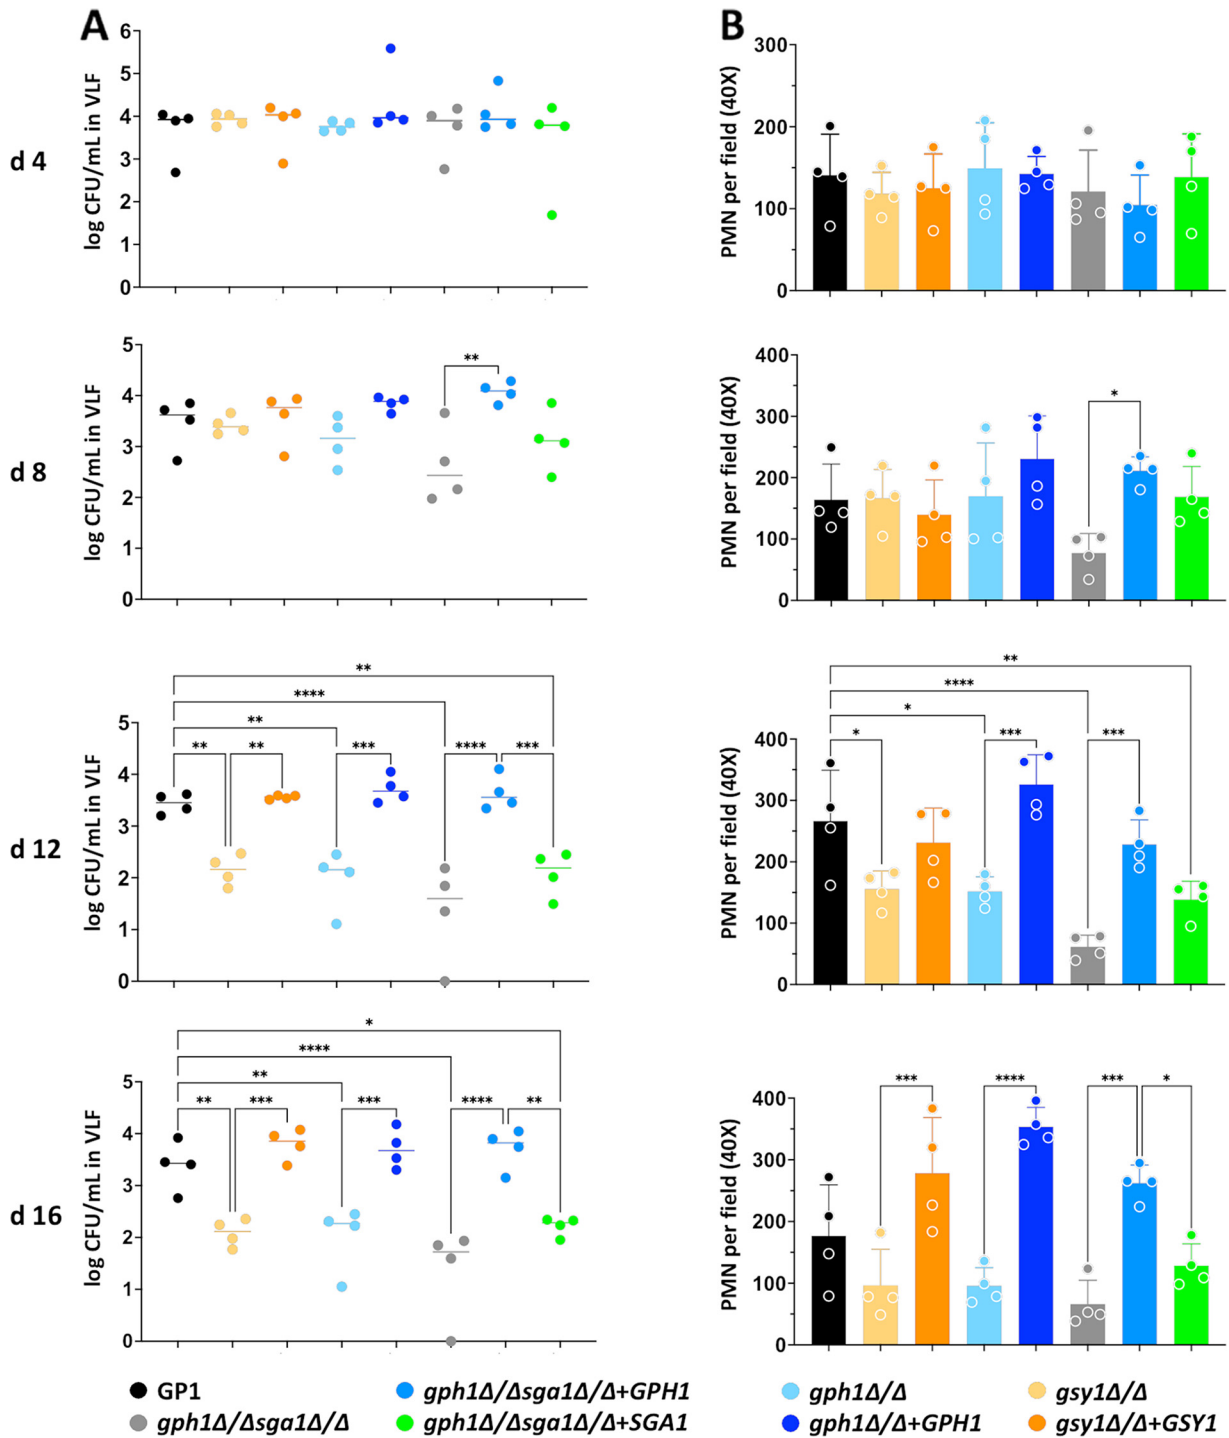 A
B
d 4
log CFU/mL in VLF
6
5
4
3
2
1
0
PMN per field (40X)
300
200
100
0
d 8
log CFU/mL in VLF
5
4
3
2
1
0
**
PMN per field (40X)
400
300
200
100
0
*
d 12
log CFU/mL in VLF
5
4
3
2
1
0
**
****
**
** ** *** **** ***
PMN per field (40X)
400
300
200
100
0
**
****
*
* *** ***
d 16
log CFU/mL in VLF
5
4
3
2
1
0
*
****
**
** *** *** **** **
PMN per field (40X)
400
300
200
100
0
*** **** *** *
GP1
gph1Δ/Δsga1Δ/Δ+GPH1
gph1Δ/Δ
gsy1Δ/Δ
gph1Δ/Δsga1Δ/Δ
gph1Δ/Δsga1Δ/Δ+SGA1
gph1Δ/Δ+GPH1
gsy1Δ/Δ+GSY1